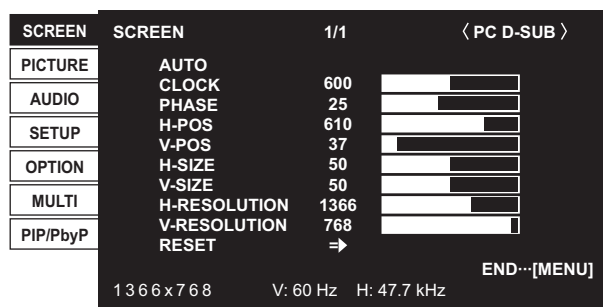 SCREEN
PICTURE
AUDIO
SETUP
OPTION
MULTI
PIP/PbyP
SCREEN 1/1 〈 PC D-SUB 〉
AUTO
CLOCK 600
PHASE 25
H-POS 610
V-POS 37
H-SIZE 50
V-SIZE 50
H-RESOLUTION 1366
V-RESOLUTION 768
RESET ⇒
END···[MENU]
1366x768 V: 60 Hz H: 47.7 kHz